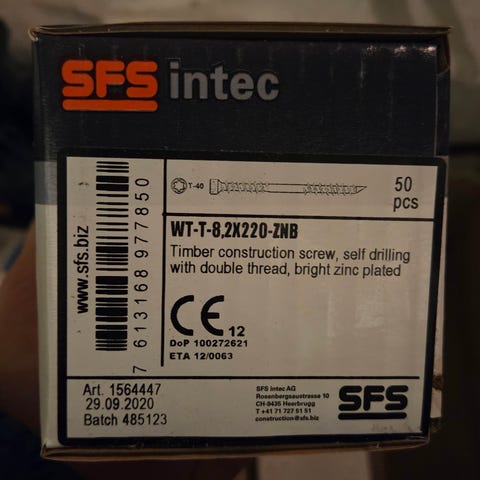 SFS intec
www.sfs.biz
7 613168 977850
T-40
50
pcs
WT-T-8,2X220-ZNB
Timber construction screw, self drilling
with double thread, bright zinc plated
CE 12
DoP 100272621
ETA 12/0063
Art. 1564447
29.09.2020
Batch 485123
SFS intec AG
Rosenbergsaustrasse 10
CH-9435 Heerbrugg
T +41 71 727 51 51
construction@sfs.biz
SFS